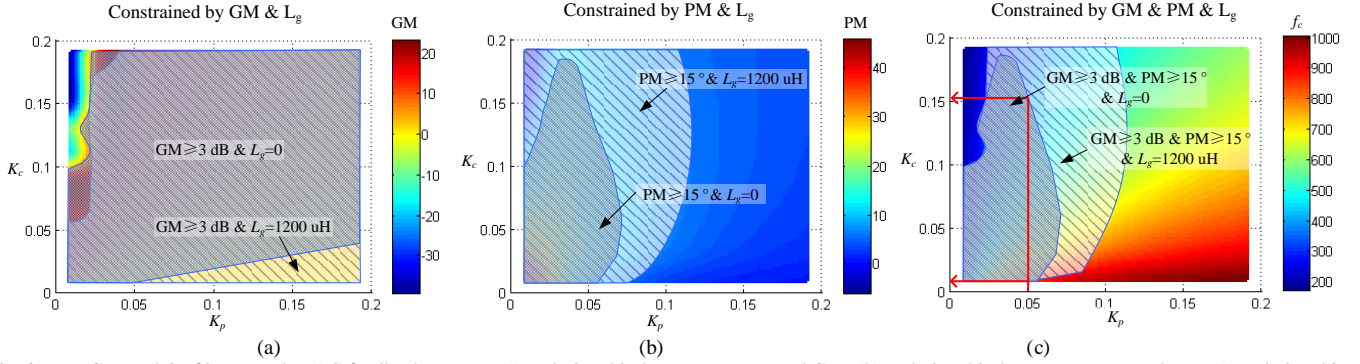 Constrained by GM & Lg
GM
0.2
0.15
Kc
0.1
0.05
0
0
0.05
0.1
0.15
0.2
Kp
GM≥3 dB & Lg=0
GM≥3 dB & Lg=1200 uH
20
10
0
-10
-20
-30
(a)
Constrained by PM & Lg
PM
0.2
0.15
Kc
0.1
0.05
0
0
0.05
0.1
0.15
0.2
Kp
PM≥15 °& Lg=1200 uH
PM≥15 °& Lg=0
40
30
20
10
0
(b)
Constrained by GM & PM & Lg
fc
0.2
0.15
Kc
0.1
0.05
0
0
0.05
0.1
0.15
0.2
Kp
GM≥3 dB & PM≥15 °
& Lg=0
GM≥3 dB & PM≥15 °
& Lg=1200 uH
1000
900
800
700
600
500
400
300
200
(c)